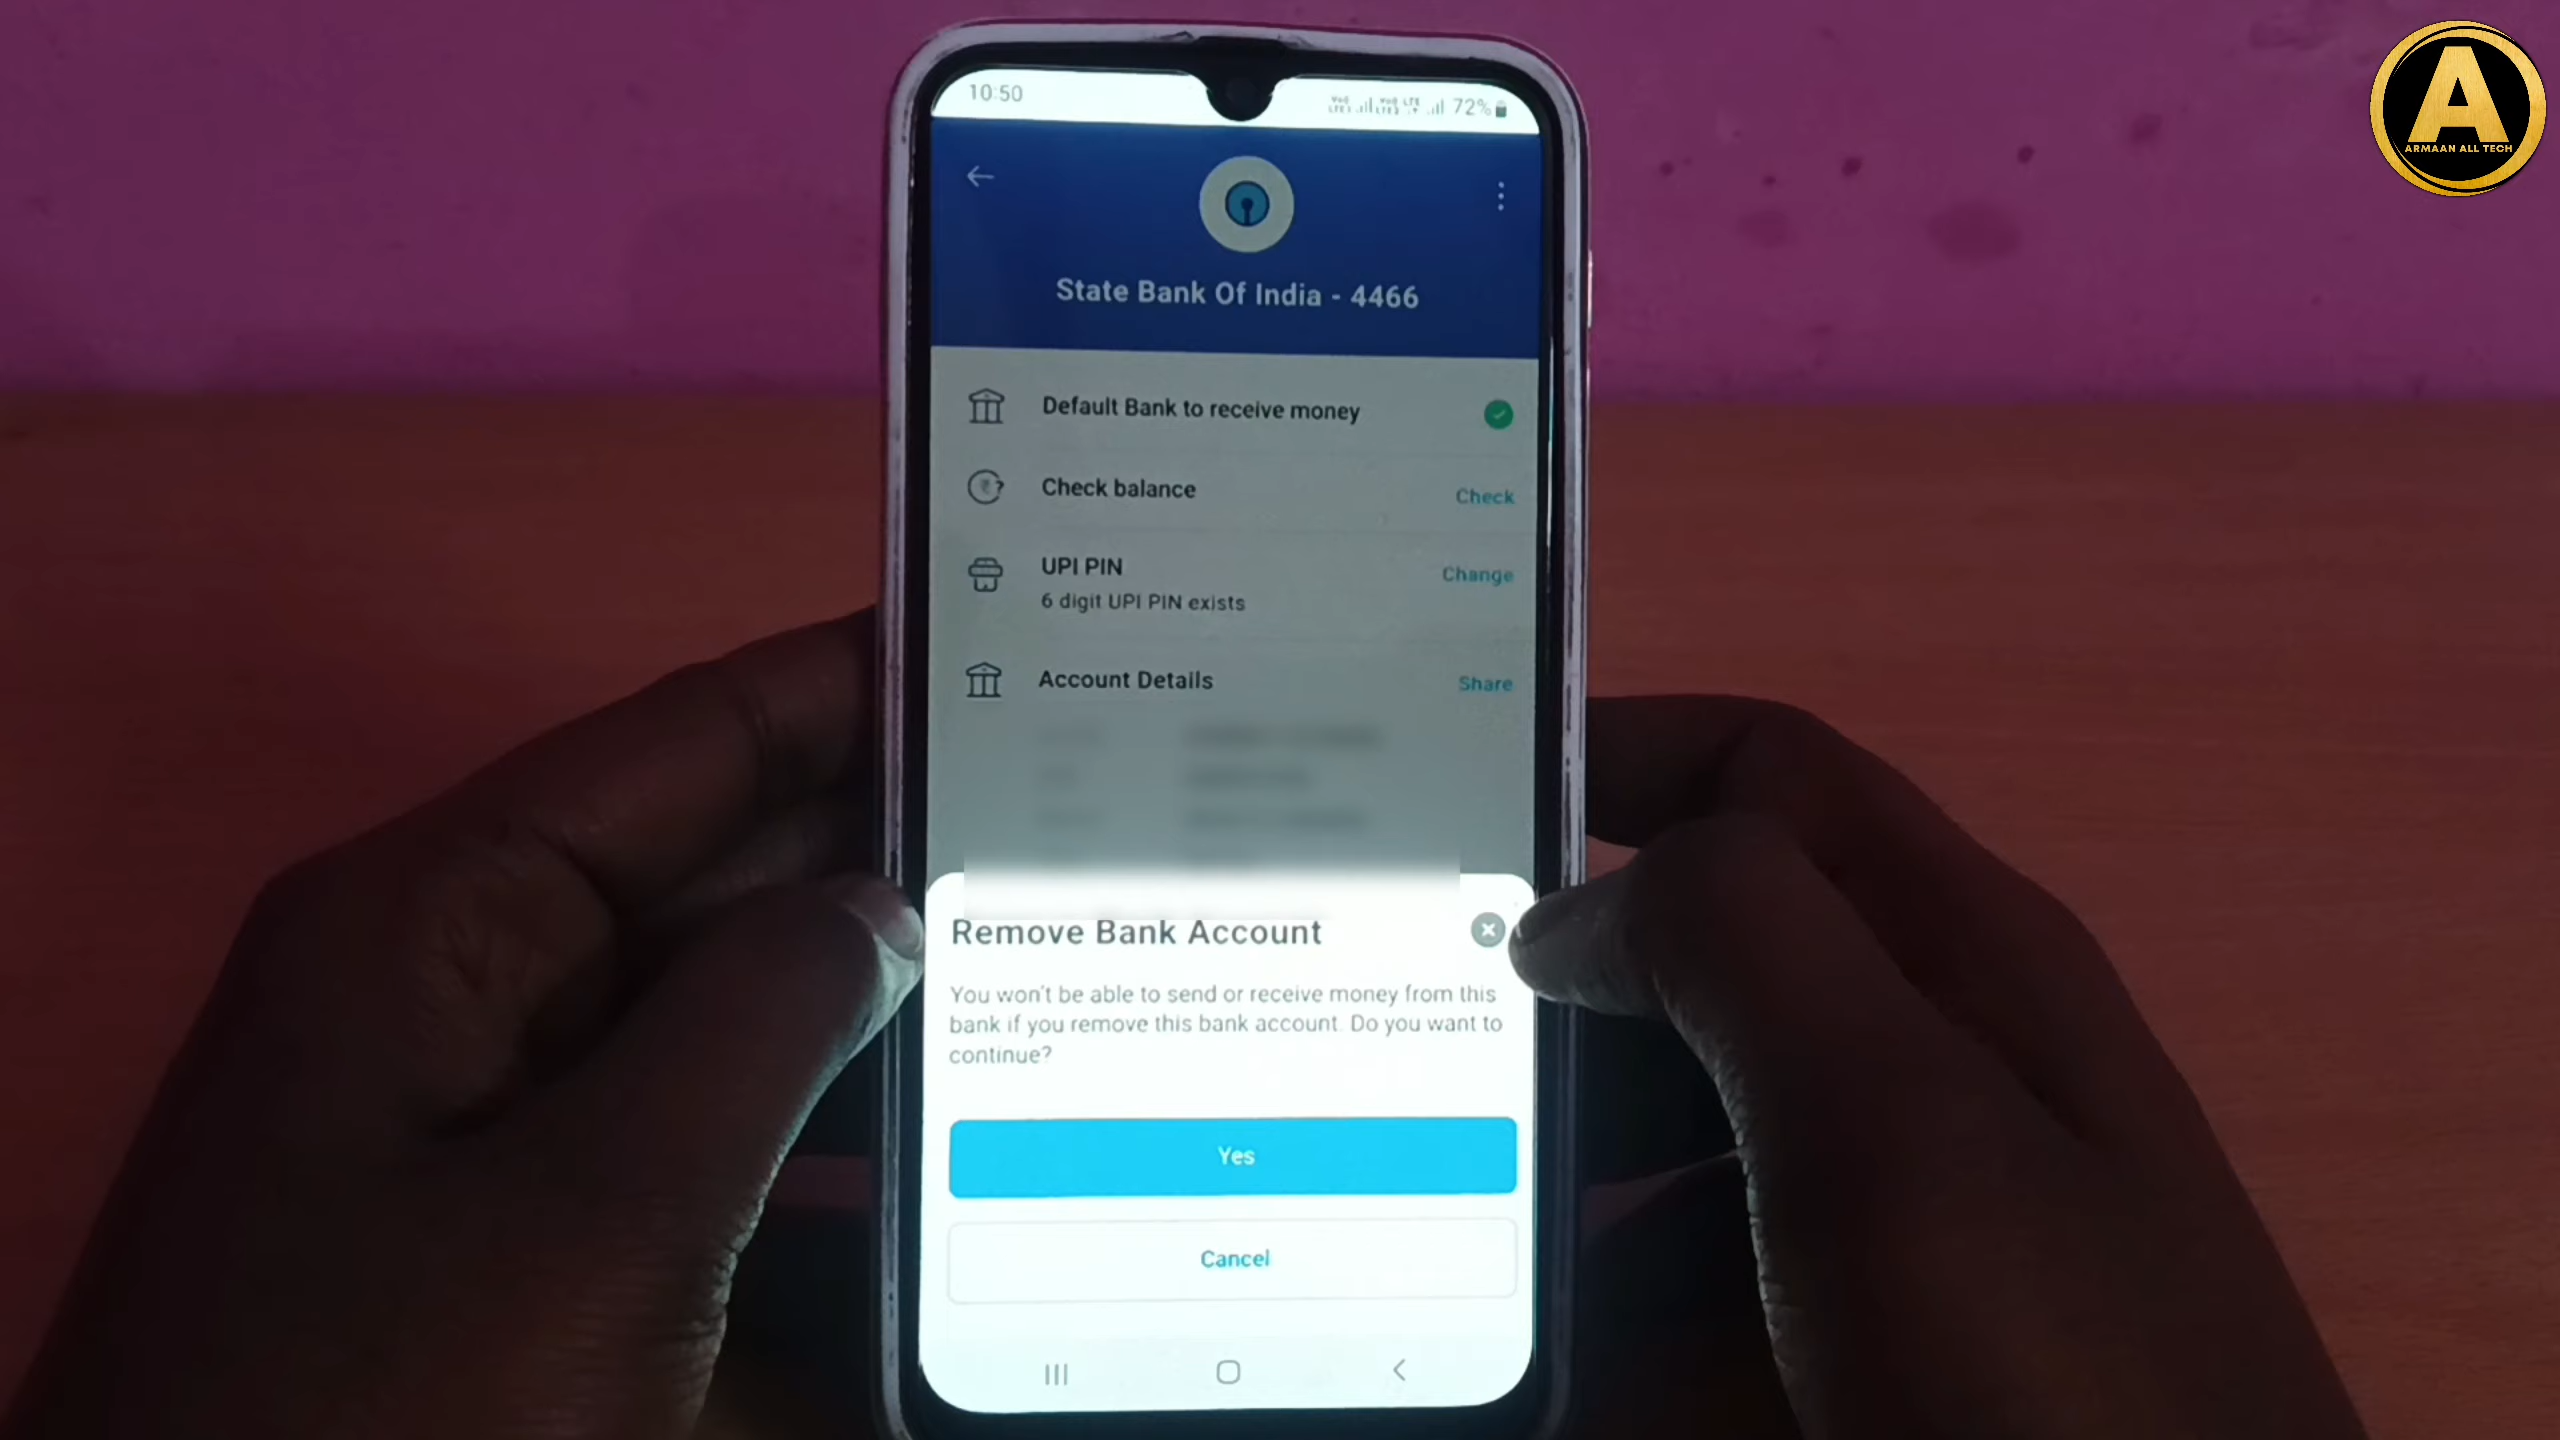 A
ARMAAN ALL TECH
10:50
72%
State Bank Of India - 4466
Default Bank to receive money
Check balance
Check
UPI PIN
Change
6 digit UPI PIN exists
Account Details
Share
Remove Bank Account
You won't be able to send or receive money from this
bank if you remove this bank account. Do you want to
continue?
Yes
Cancel